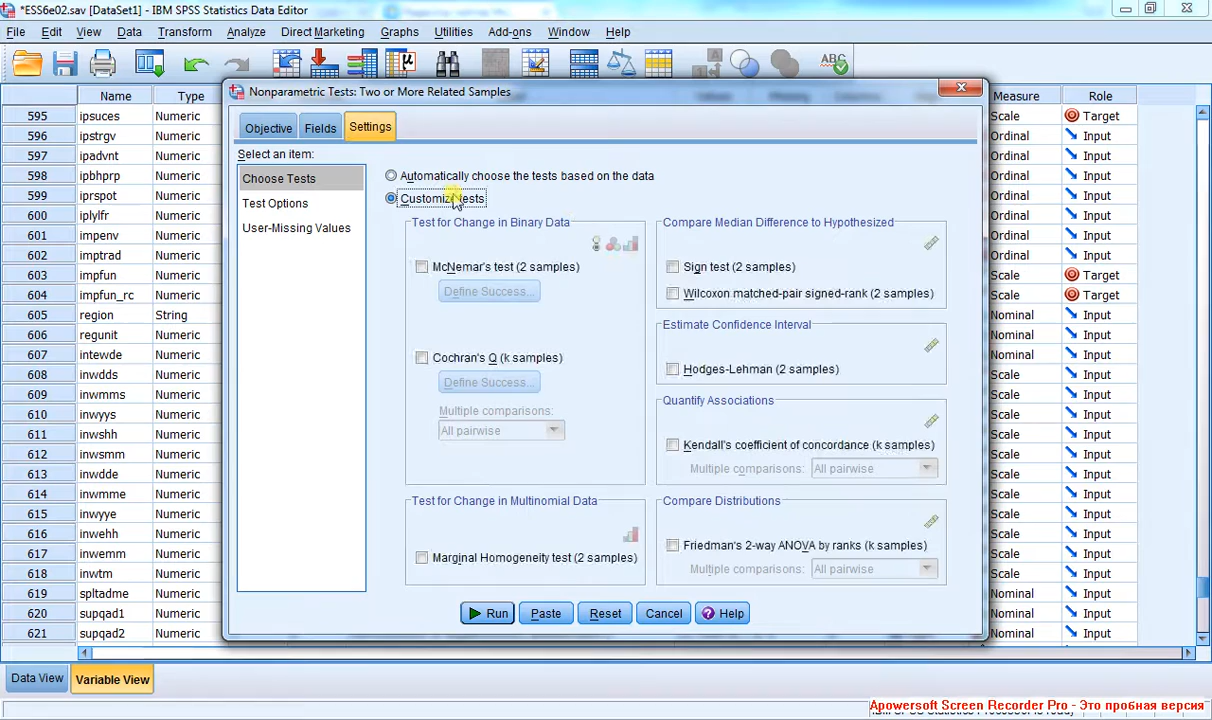 *ESS6e02.sav [DataSet1] - IBM SPSS Statistics Data Editor
File Edit View Data Transform Analyze Direct Marketing Graphs Utilities Add-ons Window Help
ABC
Nonparametric Tests: Two or More Related Samples
Name Type Measure Role
Objective Fields Settings
Select an item:
Choose Tests
Test Options
User-Missing Values
Automatically choose the tests based on the data
Customize tests
Test for Change in Binary Data
McNemar's test (2 samples)
Define Success...
Cochran's Q (k samples)
Define Success...
Multiple comparisons:
All pairwise
Test for Change in Multinomial Data
Marginal Homogeneity test (2 samples)
Compare Median Difference to Hypothesized
Sign test (2 samples)
Wilcoxon matched-pair signed-rank (2 samples)
Estimate Confidence Interval
Hodges-Lehman (2 samples)
Quantify Associations
Kendall's coefficient of concordance (k samples)
Multiple comparisons: All pairwise
Compare Distributions
Friedman's 2-way ANOVA by ranks (k samples)
Multiple comparisons: All pairwise
Run Paste Reset Cancel Help
595 ipsuces Numeric Scale Target
596 ipstrgv Numeric Ordinal Input
597 ipadvnt Numeric Ordinal Input
598 ipbhprp Numeric Ordinal Input
599 iprspot Numeric Ordinal Input
600 iplylfr Numeric Ordinal Input
601 impenv Numeric Ordinal Input
602 imptrad Numeric Ordinal Input
603 impfun Numeric Scale Target
604 impfun_rc Numeric Scale Target
605 region String Nominal Input
606 regunit Numeric Nominal Input
607 intewde Numeric Nominal Input
608 inwdds Numeric Scale Input
609 inwmms Numeric Scale Input
610 inwyys Numeric Scale Input
611 inwshh Numeric Scale Input
612 inwsmm Numeric Scale Input
613 inwdde Numeric Scale Input
614 inwmme Numeric Scale Input
615 inwyye Numeric Scale Input
616 inwehh Numeric Scale Input
617 inwemm Numeric Scale Input
618 inwtm Numeric Scale Input
619 spltadme Numeric Nominal Input
620 supqad1 Numeric Nominal Input
621 supqad2 Numeric Nominal Input
Data View Variable View
Apowersoft Screen Recorder Pro - Это пробная версия